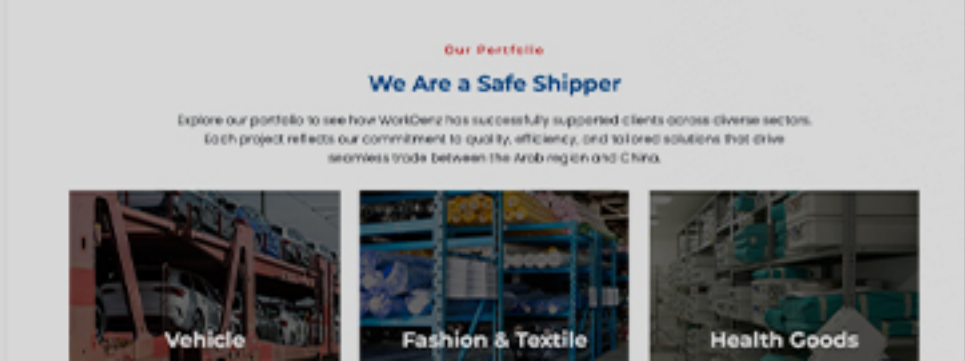 Our Portfolio
We Are a Safe Shipper
Explore our portfolio to see how WorkDenz has successfully supported clients across diverse sectors.
Each project reflects our commitment to quality, efficiency, and tailored solutions that drive
seamless trade between the Arab region and China.
Vehicle
Fashion & Textile
Health Goods